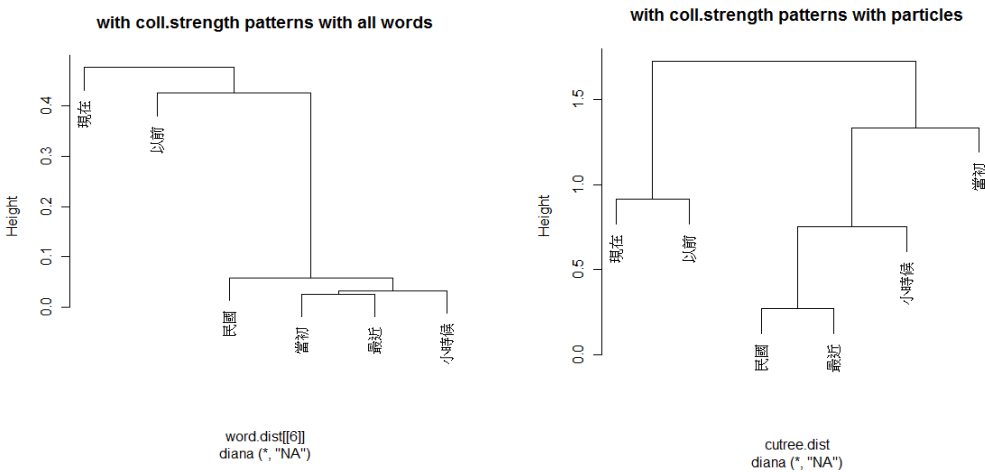 with coll.strength patterns with all words
Height
0.0
0.1
0.2
0.3
0.4
現在
以前
民國
當初
最近
小時候
word.dist[[6]]
diana (*, "NA")
with coll.strength patterns with particles
Height
0.0
0.5
1.0
1.5
現在
以前
民國
最近
小時候
當初
cutree.dist
diana (*, "NA")